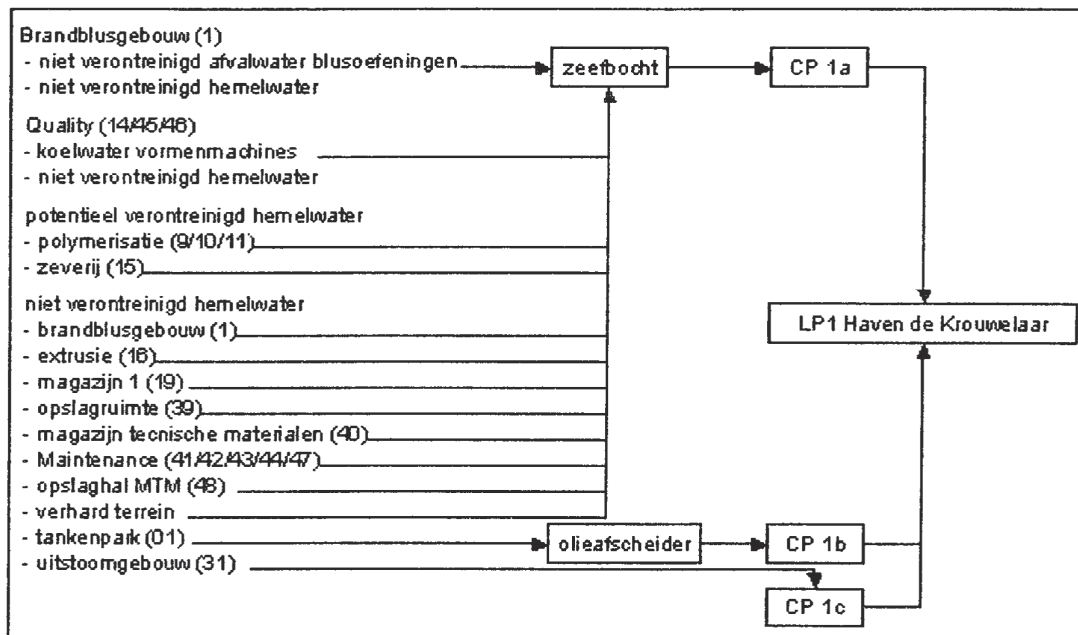 Brandblusgebouw (1)
- niet verontreinigd afvalwater blusoefeningen
zeefbocht
CP 1a
- niet verontreinigd hemelwater
Quality (14/45/46)
- koelwater vormenmachines
- niet verontreinigd hemelwater
potentieel verontreinigd hemelwater
- polymerisatie (9/10/11)
- zeverij (15)
niet verontreinigd hemelwater
- brandblusgebouw (1)
LP1 Haven de Krouwelaar
- extrusie (16)
- magazijn 1 (19)
- opslagruimte (39)
- magazijn tecnische materialen (40)
- Maintenance (41/42/43/44/47)
- opslaghal MTM (48)
- verhard terrein
- tankenpark (01)
olieafscheider
CP 1b
- uitstoomgebouw (31)
CP 1c